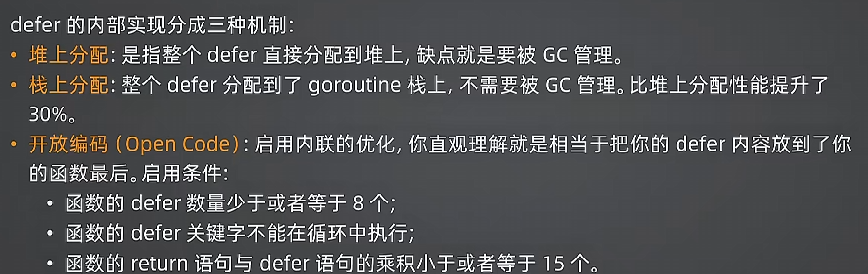 defer 的内部实现分成三种机制:
• 堆上分配: 是指整个 defer 直接分配到堆上, 缺点就是要被 GC 管理。
• 栈上分配: 整个 defer 分配到了 goroutine 栈上, 不需要被 GC 管理。比堆上分配性能提升了
30%。
• 开放编码 (Open Code): 启用内联的优化, 你直观理解就是相当于把你的 defer 内容放到了你
的函数最后。启用条件:
• 函数的 defer 数量少于或者等于 8 个;
• 函数的 defer 关键字不能在循环中执行;
• 函数的 return 语句与 defer 语句的乘积小于或者等于 15 个。